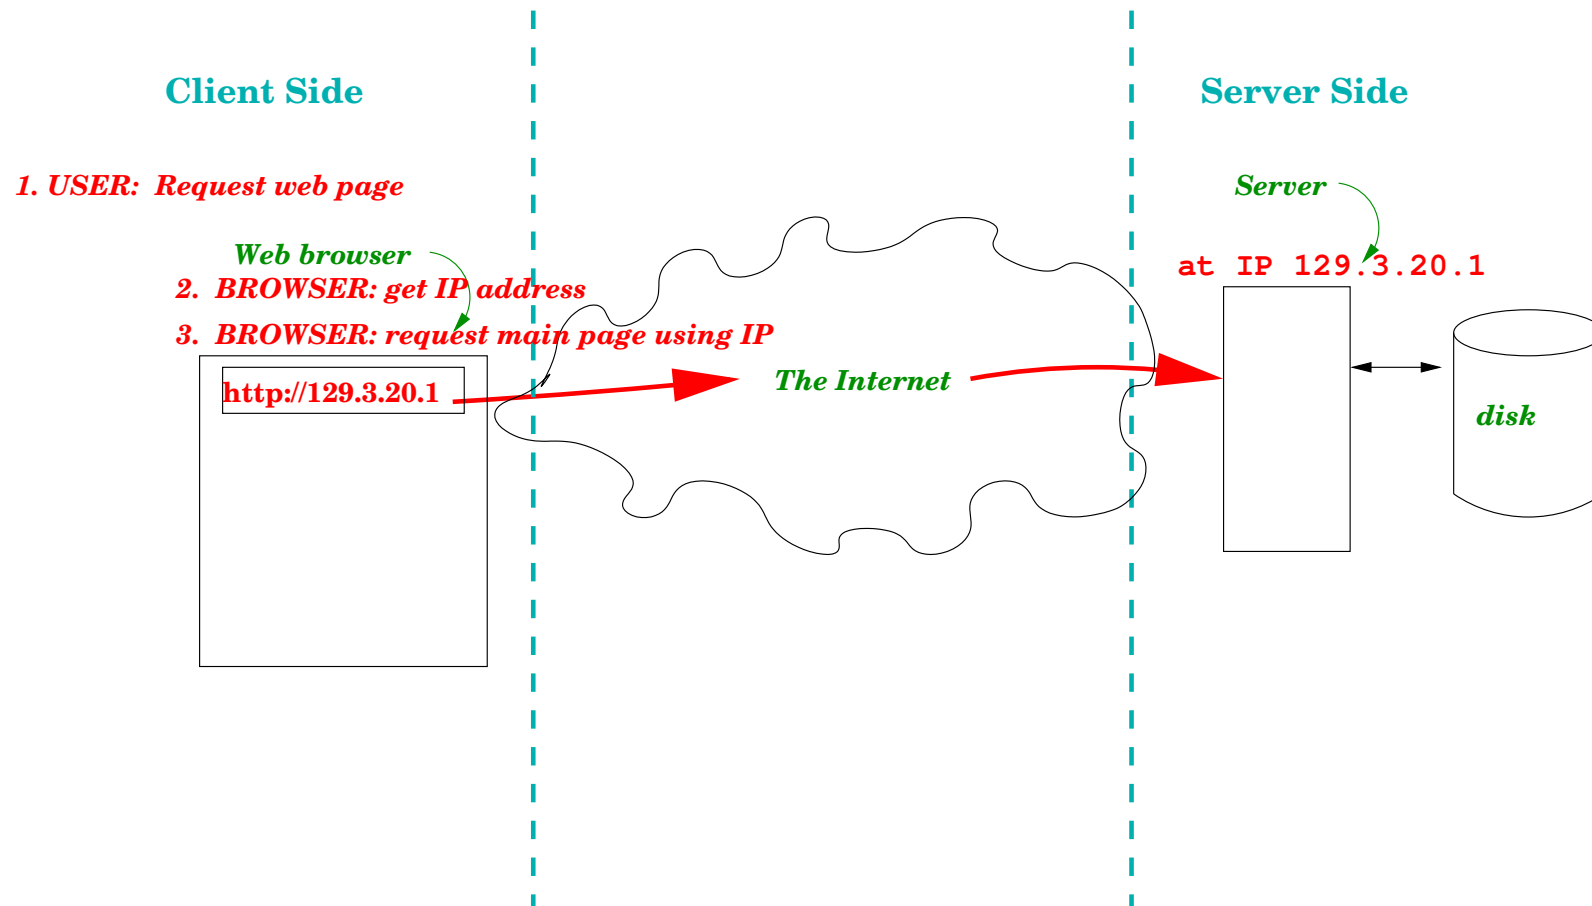 Client Side
Server Side
1. USER: Request web page
Server
Web browser
at IP 129.3.20.1
2. BROWSER: get IP address
3. BROWSER: request main page using IP
http://129.3.20.1
The Internet
disk